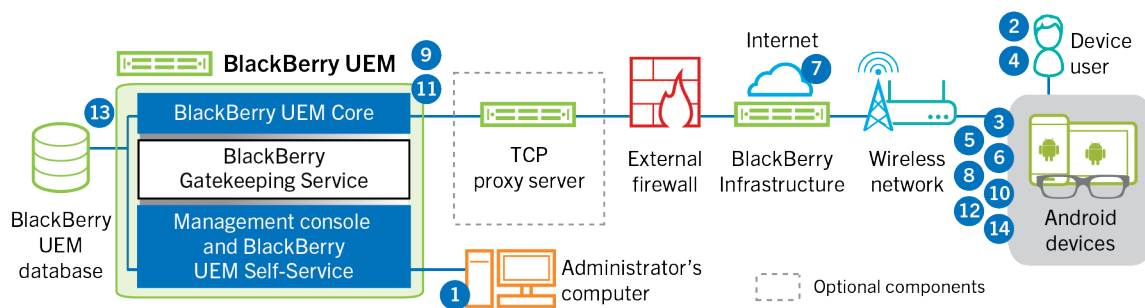 BlackBerry UEM
9
11
13
BlackBerry UEM Core
BlackBerry
Gatekeeping Service
Management console
and BlackBerry
UEM Self-Service
BlackBerry
UEM
database
TCP
proxy server
External
firewall
Internet
7
BlackBerry
Infrastructure
Wireless
network
2
4
Device
user
3
5
6
8
10
12
14
Android
devices
1
Administrator’s
computer
Optional components